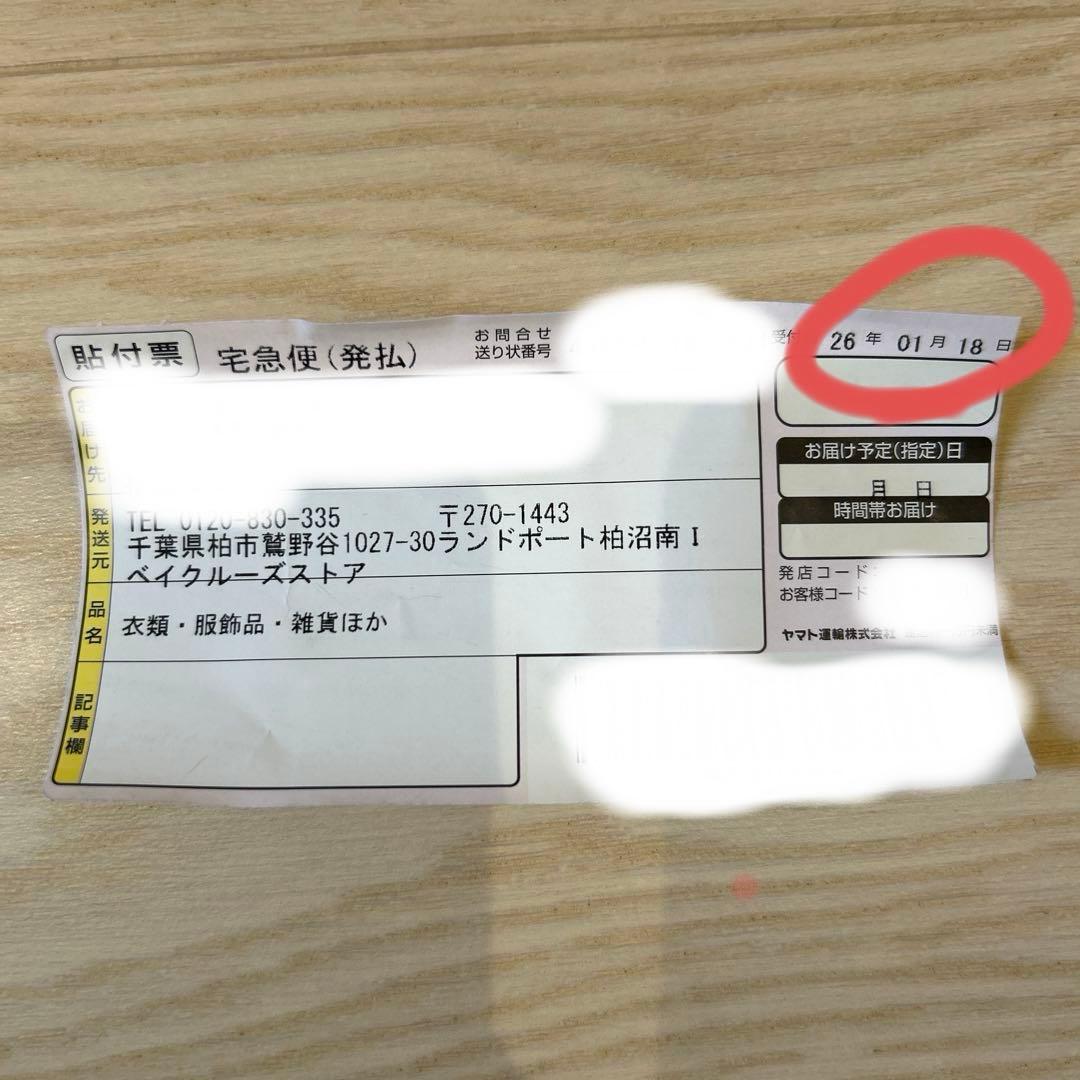 貼付票 宅急便(発払) お問合せ 送り状番号 受付 26年 01月 18日
お届け先
お届け予定(指定)日
月 日
時間帯お届け
発送元
TEL 0120-830-335 〒270-1443
千葉県柏市鷲野谷1027-30ランドポート柏沼南I
ベイクルーズストア
発店コード
お客様コード
品名
衣類・服飾品・雑貨ほか
ヤマト運輸株式会社
記事欄